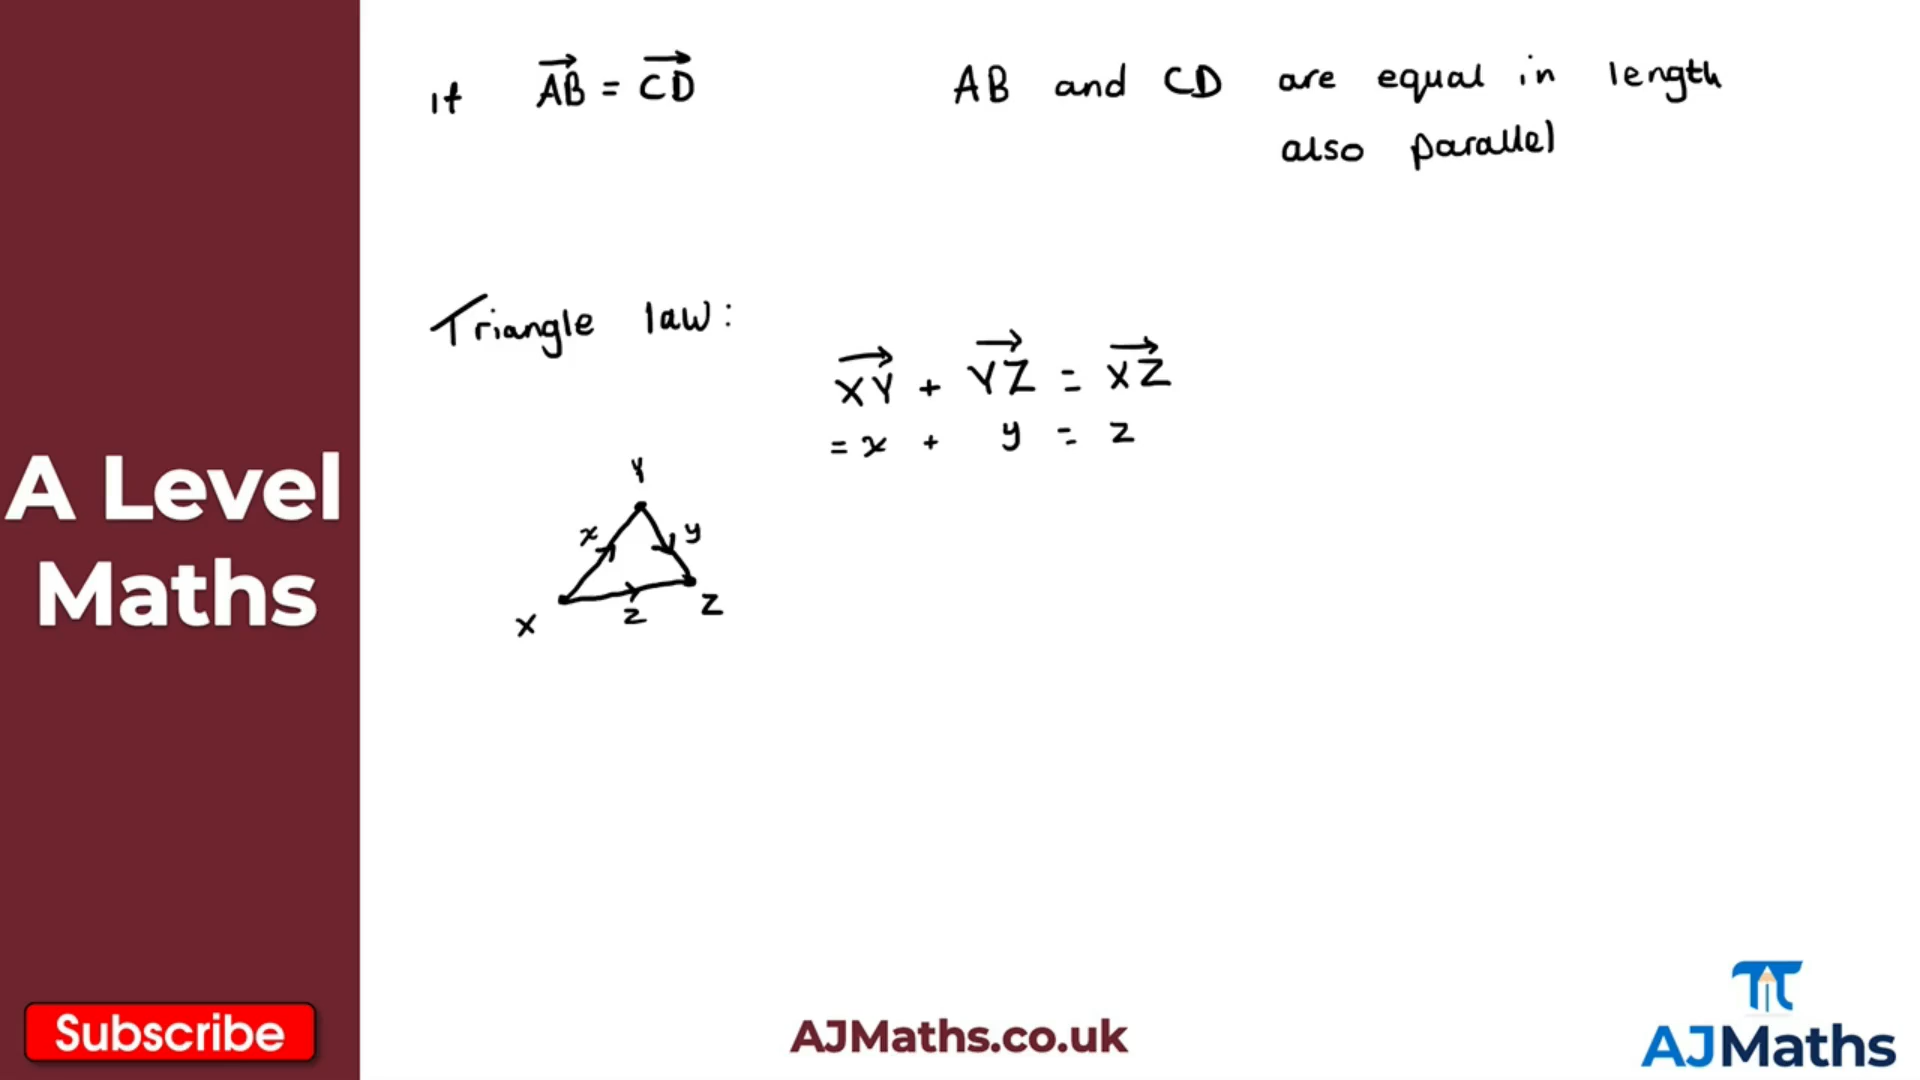 If AB = CD AB and CD are equal in length
also parallel
Triangle law:
XY + YZ = XZ
= x + y = z
Y
x y
X z Z
A Level
Maths
Subscribe
AJMaths.co.uk
AJMaths